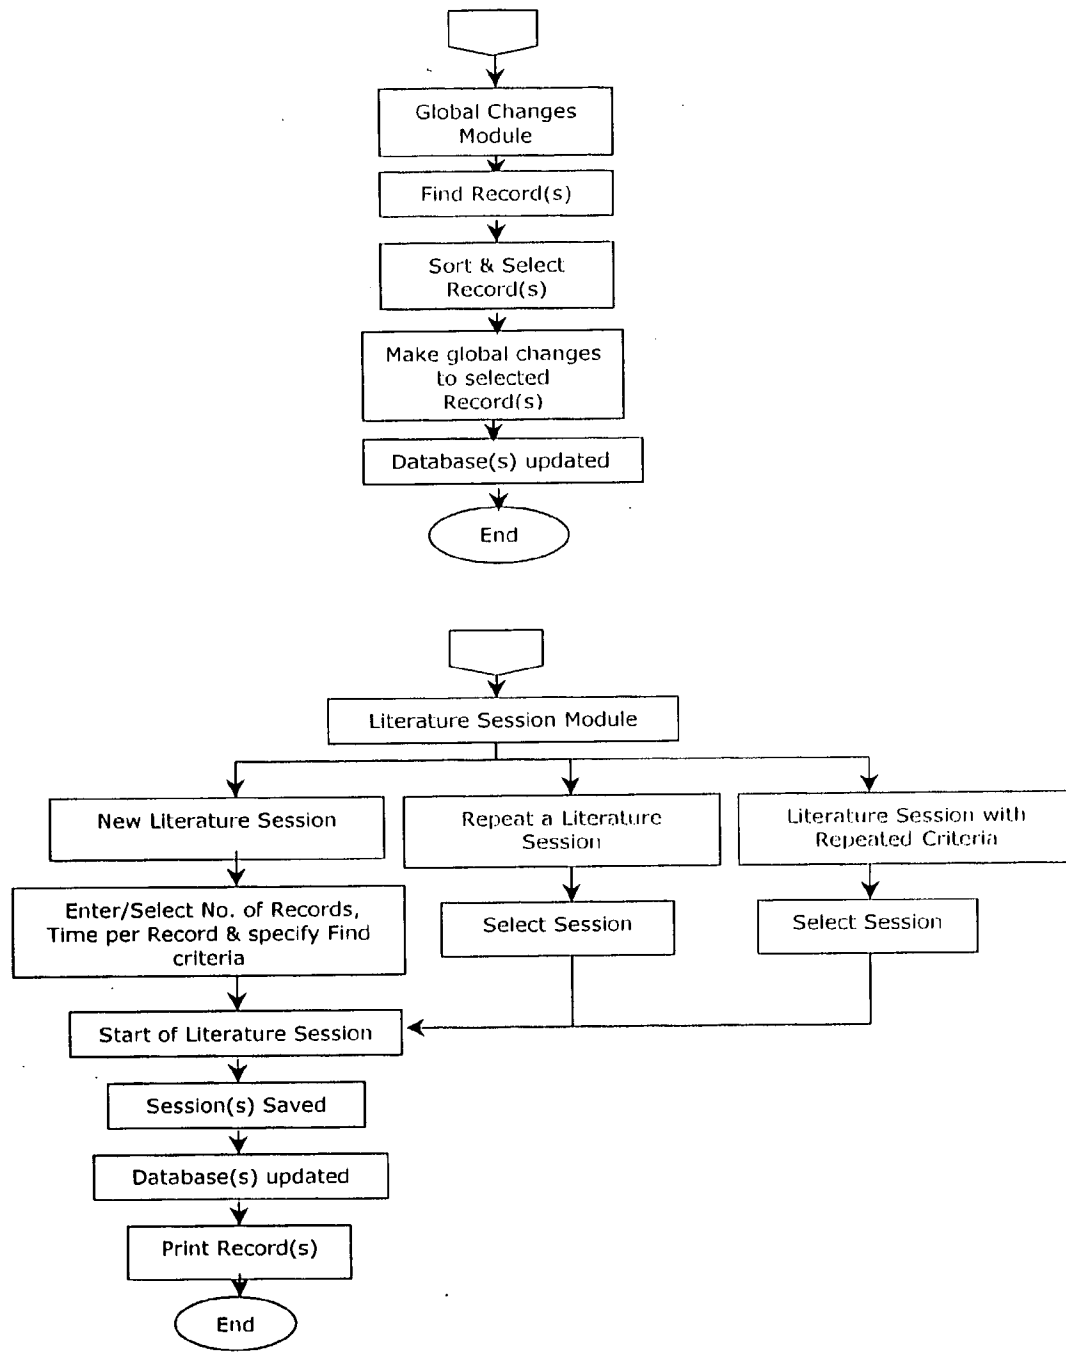 Global Changes
Module
Find Record(s)
Sort & Select
Record(s)
Make global changes
to selected
Record(s)
Database(s) updated
End
Literature Session Module
New Literature Session
Repeat a Literature
Session
Literature Session with
Repeated Criteria
Enter/Select No. of Records,
Time per Record & specify Find
criteria
Select Session
Select Session
Start of Literature Session
Session(s) Saved
Database(s) updated
Print Record(s)
End